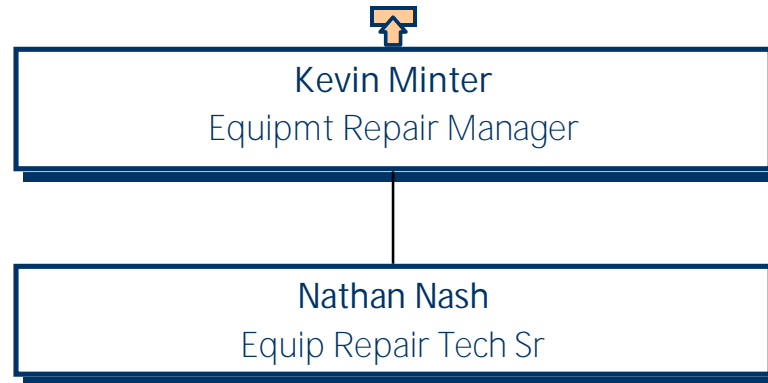 Kevin Minter
Equipmt Repair Manager
Nathan Nash
Equip Repair Tech Sr